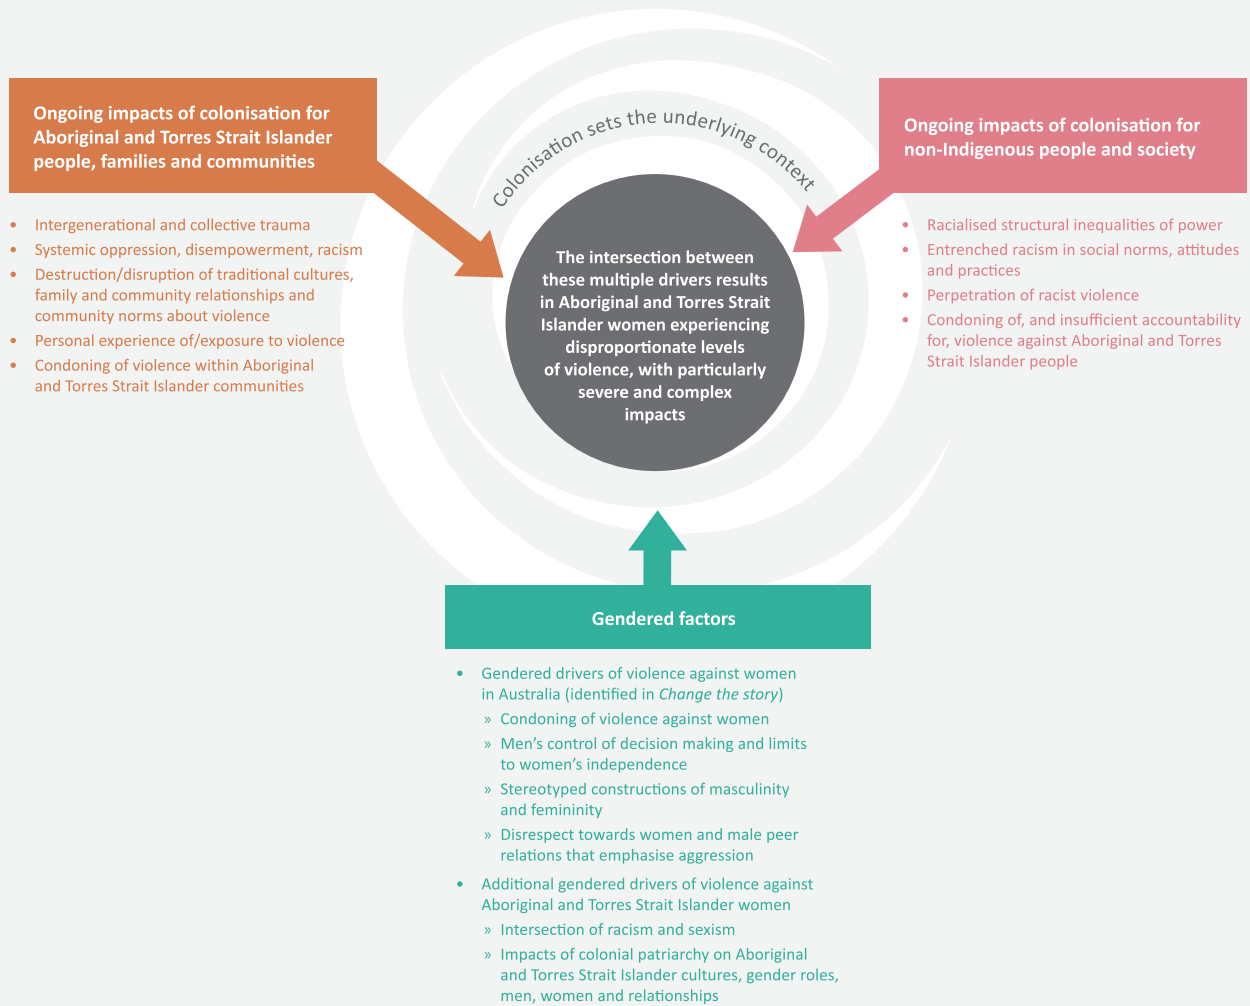 Colonisation sets the underlying context
Ongoing impacts of colonisation for
Aboriginal and Torres Strait Islander
people, families and communities
• Intergenerational and collective trauma
• Systemic oppression, disempowerment, racism
• Destruction/disruption of traditional cultures,
family and community relationships and
community norms about violence
• Personal experience of/exposure to violence
• Condoning of violence within Aboriginal
and Torres Strait Islander communities
The intersection between
these multiple drivers results
in Aboriginal and Torres Strait
Islander women experiencing
disproportionate levels
of violence, with particularly
severe and complex
impacts
Ongoing impacts of colonisation for
non-Indigenous people and society
• Racialised structural inequalities of power
• Entrenched racism in social norms, attitudes
and practices
• Perpetration of racist violence
• Condoning of, and insufficient accountability
for, violence against Aboriginal and Torres
Strait Islander people
Gendered factors
• Gendered drivers of violence against women
in Australia (identified in Change the story)
» Condoning of violence against women
» Men’s control of decision making and limits
to women’s independence
» Stereotyped constructions of masculinity
and femininity
» Disrespect towards women and male peer
relations that emphasise aggression
• Additional gendered drivers of violence against
Aboriginal and Torres Strait Islander women
» Intersection of racism and sexism
» Impacts of colonial patriarchy on Aboriginal
and Torres Strait Islander cultures, gender roles,
men, women and relationships